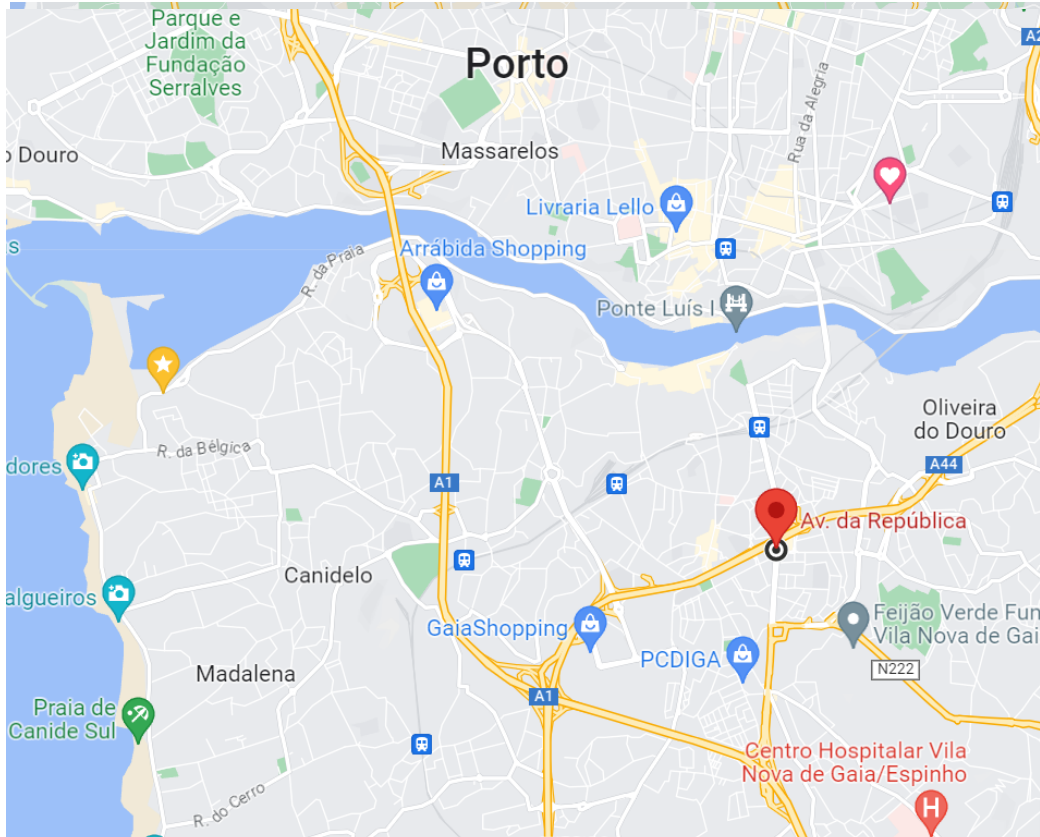 Parque e
Jardim da
Fundação
Serralves
Porto
Rua da Alegria
Massarelos
o Douro
Livraria Lello
s
R. da Praia
Arrábida Shopping
Ponte Luís I
Oliveira
do Douro
R. da Bélgica
dores
A44
A1
Av. da República
Canidelo
algueiros
GaiaShopping
Feijão Verde Fun
Vila Nova de Gai
PCDIGA
N222
Madalena
A1
Praia de
Canide Sul
Centro Hospitalar Vila
Nova de Gaia/Espinho
H
R. do Cerro